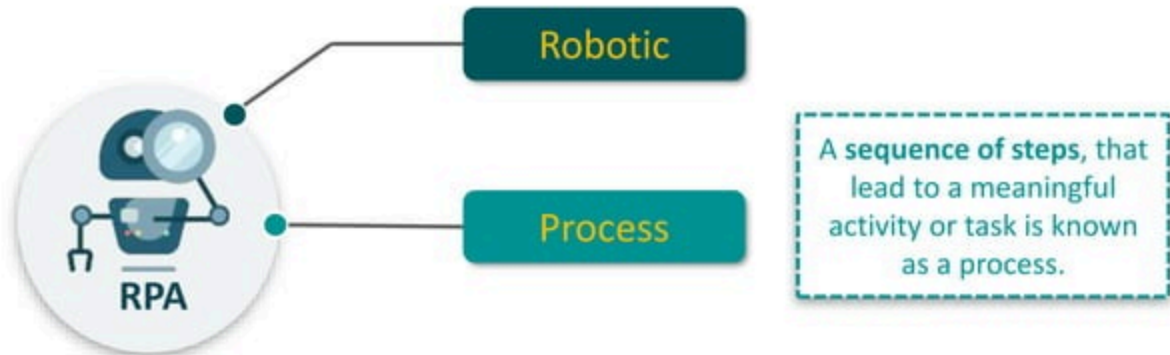 Robotic
RPA
Process
A sequence of steps, that
lead to a meaningful
activity or task is known
as a process.